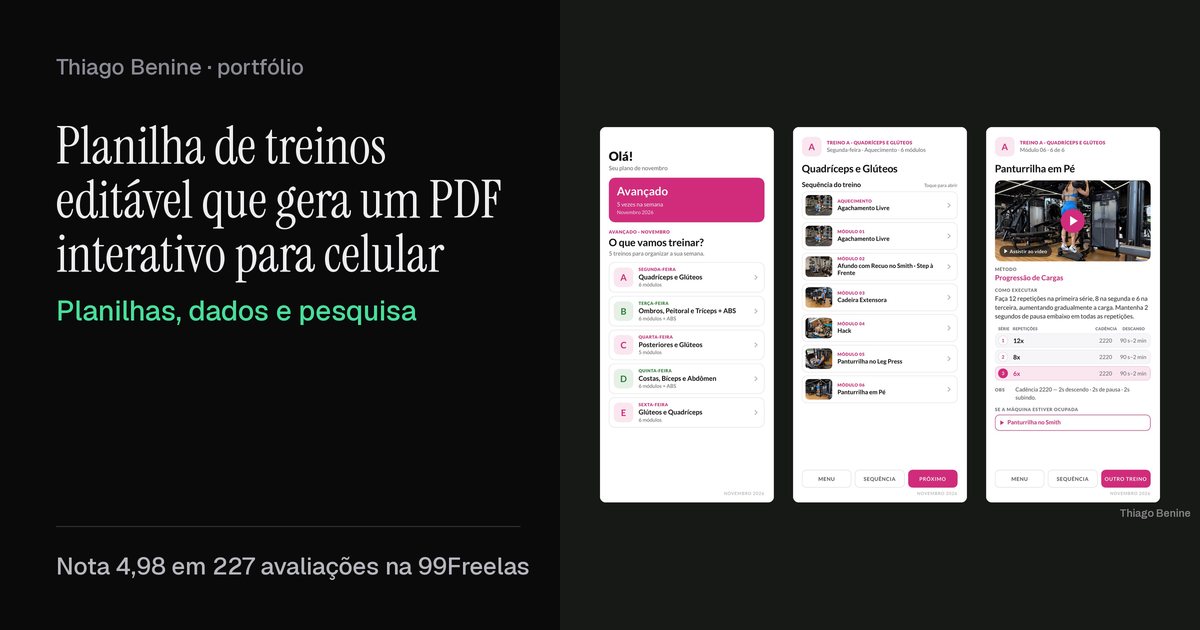 Thiago Benine · portfólio
Planilha de treinos
editável que gera um PDF
interativo para celular
Planilhas, dados e pesquisa
Nota 4,98 em 227 avaliações na 99Freelas
Olá!
Seu plano de novembro
Avançado
5 vezes na semana
Novembro 2026
AVANÇADO · NOVEMBRO
O que vamos treinar?
5 treinos para organizar a sua semana.
A
SEGUNDA-FEIRA
Quadríceps e Glúteos
6 módulos
B
TERÇA-FEIRA
Ombros, Peitoral e Tríceps + ABS
6 módulos + ABS
C
QUARTA-FEIRA
Posteriores e Glúteos
5 módulos
D
QUINTA-FEIRA
Costas, Bíceps e Abdômen
6 módulos + ABS
E
SEXTA-FEIRA
Glúteos e Quadríceps
6 módulos
NOVEMBRO 2026
A
TREINO A · QUADRÍCEPS E GLÚTEOS
Segunda-feira · Aquecimento · 6 módulos
Quadríceps e Glúteos
Sequência do treino
Toque para abrir
AQUECIMENTO
Agachamento Livre
MÓDULO 01
Agachamento Livre
MÓDULO 02
Afundo com Recuo no Smith · Step à
Frente
MÓDULO 03
Cadeira Extensora
MÓDULO 04
Hack
MÓDULO 05
Panturrilha no Leg Press
MÓDULO 06
Panturrilha em Pé
MENU
SEQUÊNCIA
PRÓXIMO
NOVEMBRO 2026
A
TREINO A · QUADRÍCEPS E GLÚTEOS
Módulo 06 · 6 de 6
Panturrilha em Pé
Assistir ao vídeo
MÉTODO
Progressão de Cargas
COMO EXECUTAR
Faça 12 repetições na primeira série, 8 na segunda e 6 na
terceira, aumentando gradualmente a carga. Mantenha 2
segundos de pausa embaixo em todas as repetições.
SÉRIE REPETIÇÕES CADÊNCIA DESCANSO
1 12x 2220 90 s · 2 min
2 8x 2220 90 s · 2 min
3 6x 2220 90 s · 2 min
OBS Cadência 2220 — 2s descendo · 2s de pausa · 2s
subindo.
SE A MÁQUINA ESTIVER OCUPADA
Panturrilha no Smith
MENU
SEQUÊNCIA
OUTRO TREINO
NOVEMBRO 2026
Thiago Benine